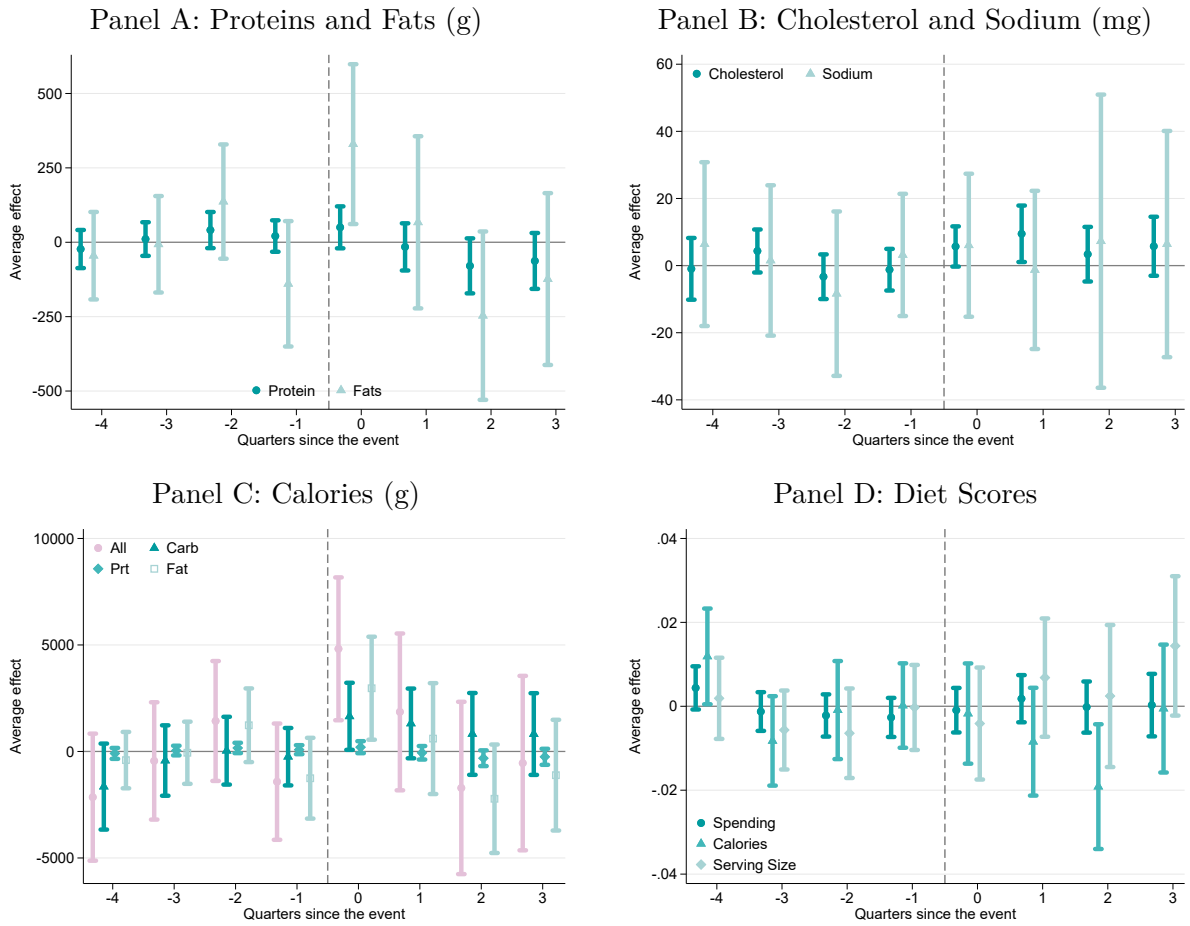 Panel A: Proteins and Fats (g)
500
250
0
-250
-500
Average effect
Protein Fats
-4 -3 -2 -1 0 1 2 3
Quarters since the event
Panel B: Cholesterol and Sodium (mg)
Cholesterol Sodium
60
40
20
0
-20
-40
Average effect
-4 -3 -2 -1 0 1 2 3
Quarters since the event
Panel C: Calories (g)
All Carb
Prt Fat
10000
5000
0
-5000
Average effect
-4 -3 -2 -1 0 1 2 3
Quarters since the event
Panel D: Diet Scores
.04
.02
0
-.02
-.04
Average effect
Spending
Calories
Serving Size
-4 -3 -2 -1 0 1 2 3
Quarters since the event